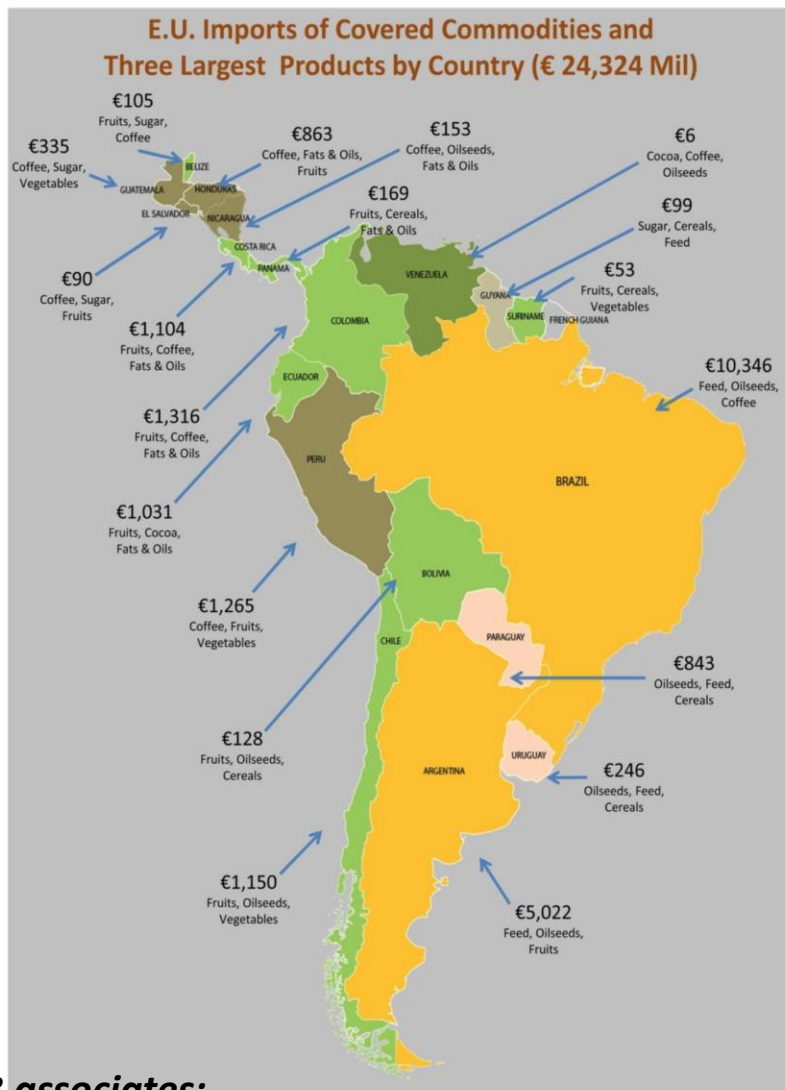 E.U. Imports of Covered Commodities and
Three Largest Products by Country (€ 24,324 Mil)
€105
Fruits, Sugar,
Coffee
€335
Coffee, Sugar,
Vegetables
€863
Coffee, Fats & Oils,
Fruits
€153
Coffee, Oilseeds,
Fats & Oils
€6
Cocoa, Coffee,
Oilseeds
€169
Fruits, Cereals,
Fats & Oils
€99
Sugar, Cereals,
Feed
€53
Fruits, Cereals,
Vegetables
BELIZE
GUATEMALA
HONDURAS
EL SALVADOR
NICARAGUA
COSTA RICA
PANAMA
VENEZUELA
GUYANA
SURINAME
FRENCH GUIANA
COLOMBIA
ECUADOR
€90
Coffee, Sugar,
Fruits
€1,104
Fruits, Coffee,
Fats & Oils
€10,346
Feed, Oilseeds,
Coffee
€1,316
Fruits, Coffee,
Fats & Oils
PERU
BRAZIL
€1,031
Fruits, Cocoa,
Fats & Oils
BOLIVIA
€1,265
Coffee, Fruits,
Vegetables
CHILE
PARAGUAY
€843
Oilseeds, Feed,
Cereals
€128
Fruits, Oilseeds,
Cereals
ARGENTINA
URUGUAY
€246
Oilseeds, Feed,
Cereals
€1,150
Fruits, Oilseeds,
Vegetables
€5,022
Feed, Oilseeds,
Fruits
associates: